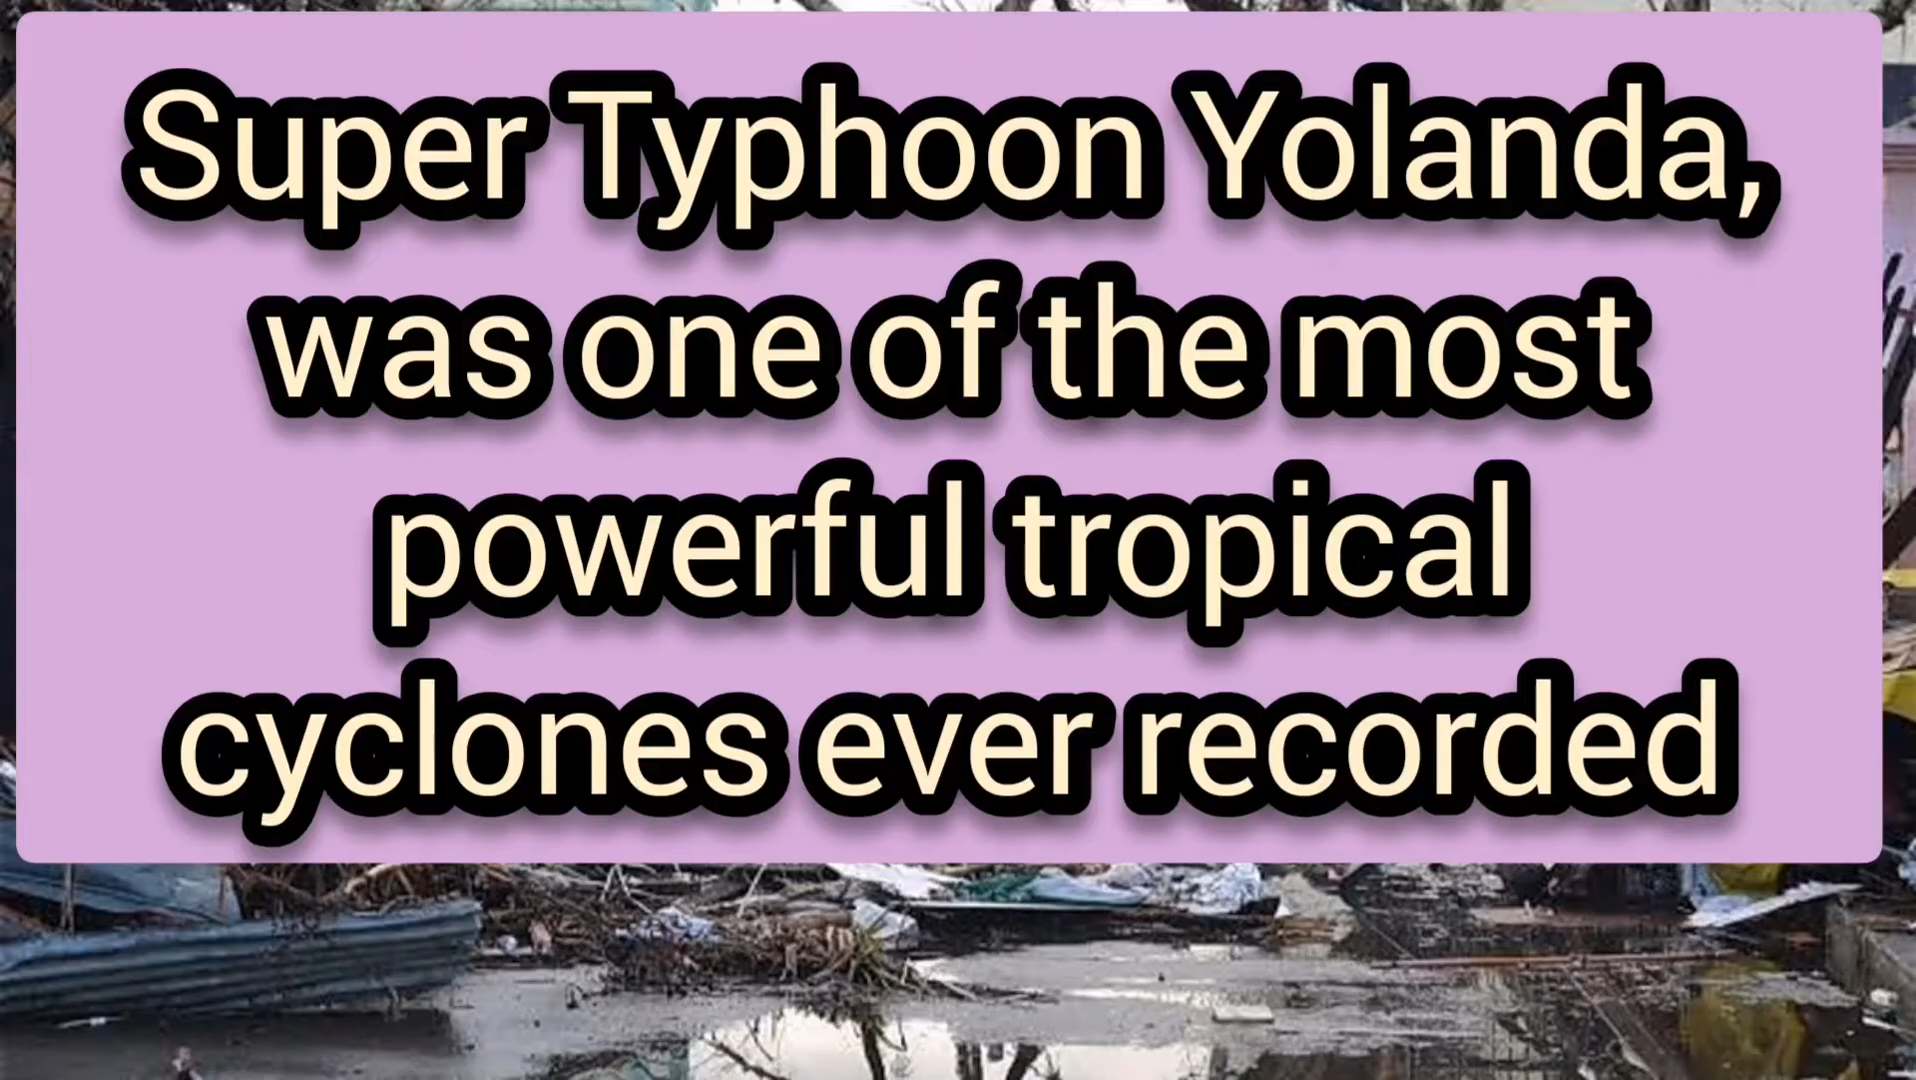 Super Typhoon Yolanda,
was one of the most
powerful tropical
cyclones ever recorded